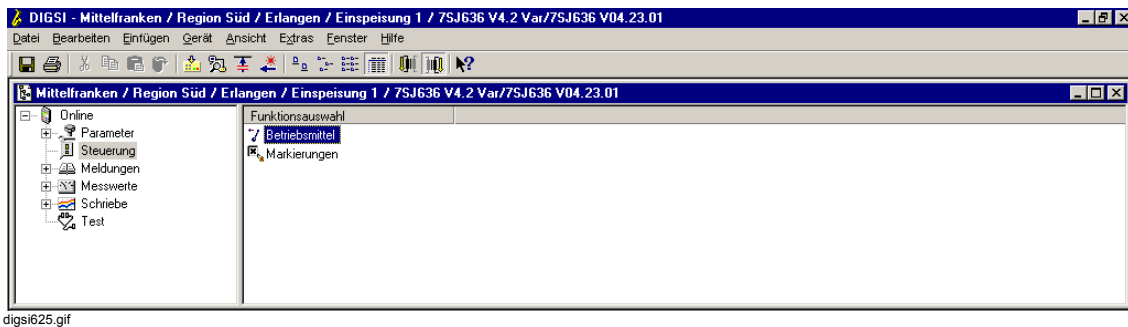 DIGSI - Mittelfranken / Region Süd / Erlangen / Einspeisung 1 / 7SJ636 V4.2 Var/7SJ636 V04.23.01
Datei Bearbeiten Einfügen Gerät Ansicht Extras Fenster Hilfe
Mittelfranken / Region Süd / Erlangen / Einspeisung 1 / 7SJ636 V4.2 Var/7SJ636 V04.23.01
Online
Parameter
Steuerung
Meldungen
Messwerte
Schriebe
Test
Funktionsauswahl
Betriebsmittel
Markierungen
digsi625.gif